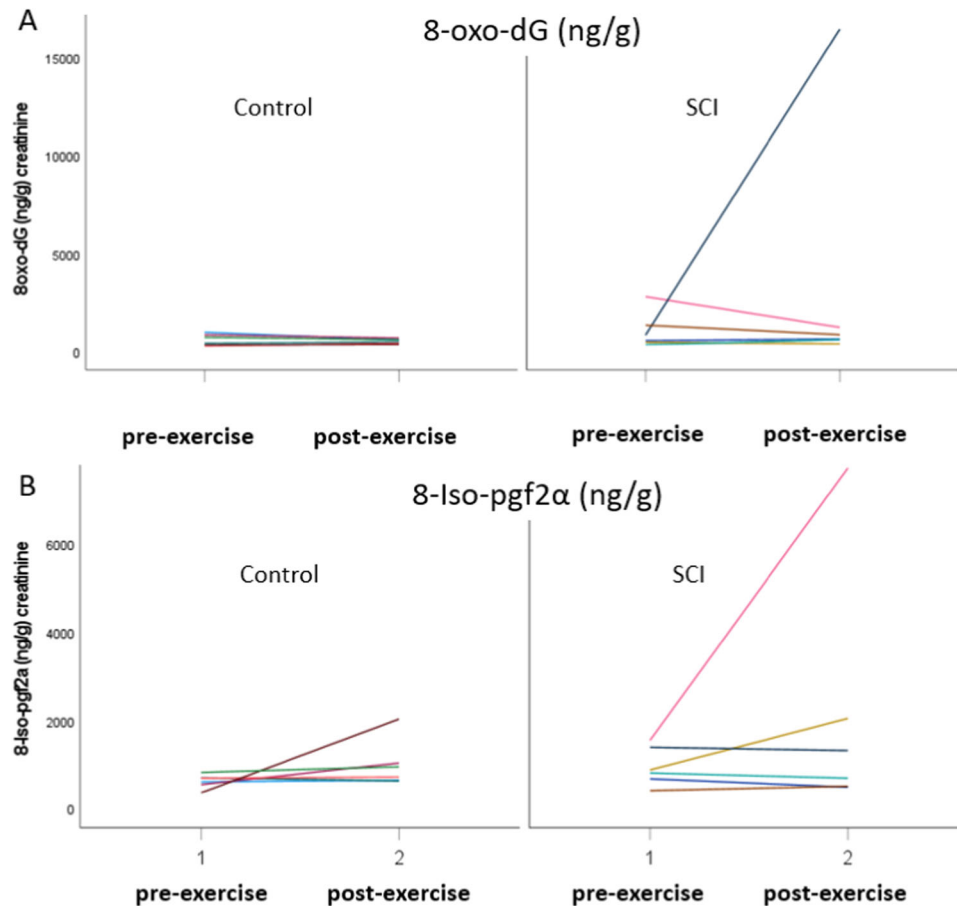 A
8-oxo-dG (ng/g)
Control
SCI
8oxo-dG (ng/g) creatinine
15000
10000
5000
0
pre-exercise post-exercise pre-exercise post-exercise
B
8-Iso-pgf2α (ng/g)
Control
SCI
8-Iso-pgf2a (ng/g) creatinine
6000
4000
2000
0
1 2 1 2
pre-exercise post-exercise pre-exercise post-exercise